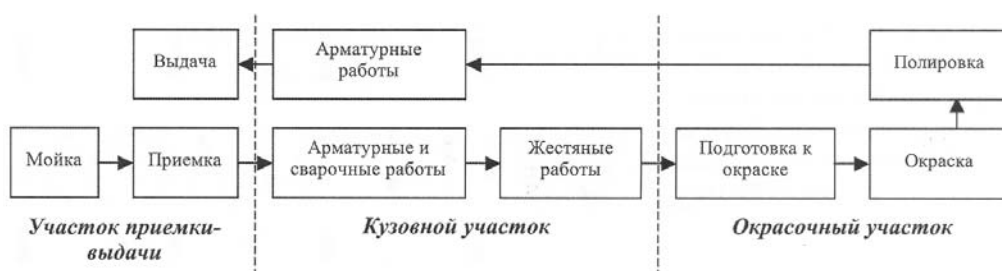 Выдача
Арматурные
работы
Полировка
Мойка
Приемка
Арматурные и
сварочные работы
Жестяные
работы
Подготовка к
окраске
Окраска
Участок приемки-
выдачи
Кузовной участок
Окрасочный участок